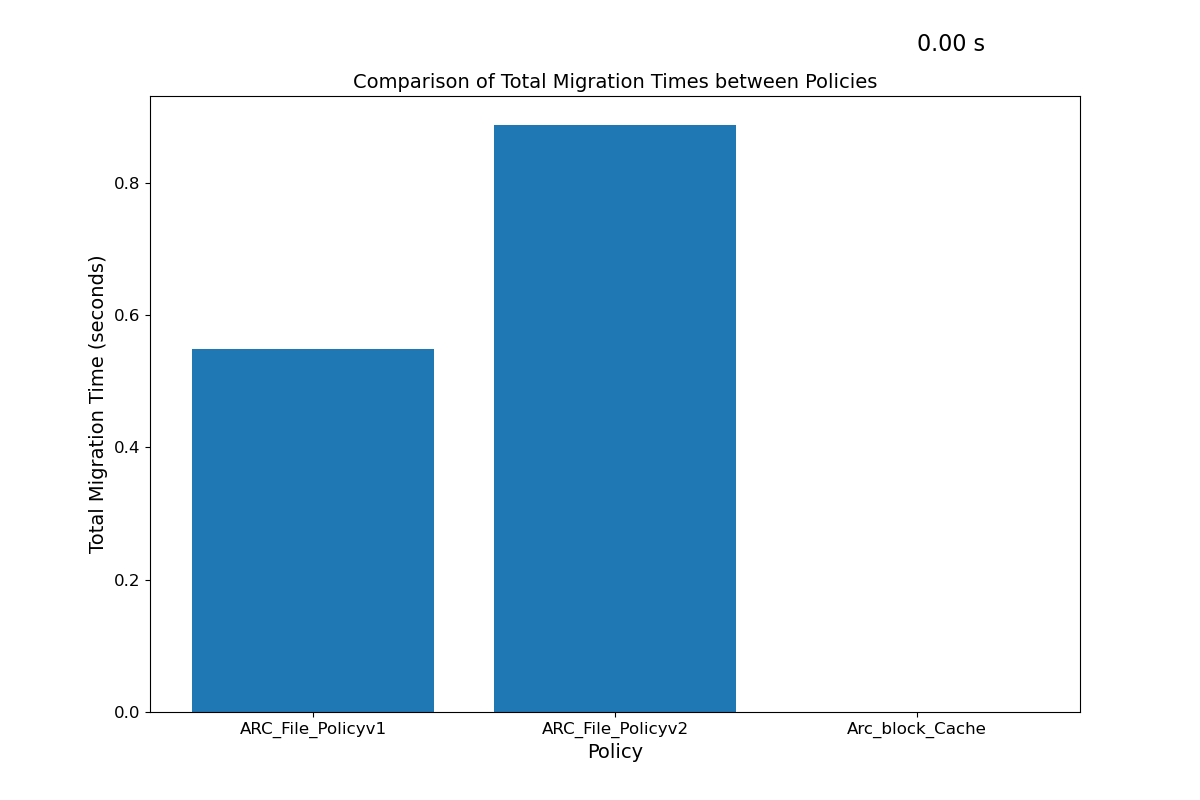 0.00 s
Comparison of Total Migration Times between Policies
Total Migration Time (seconds)
0.8
0.6
0.4
0.2
0.0
ARC_File_Policyv1
ARC_File_Policyv2
Arc_block_Cache
Policy